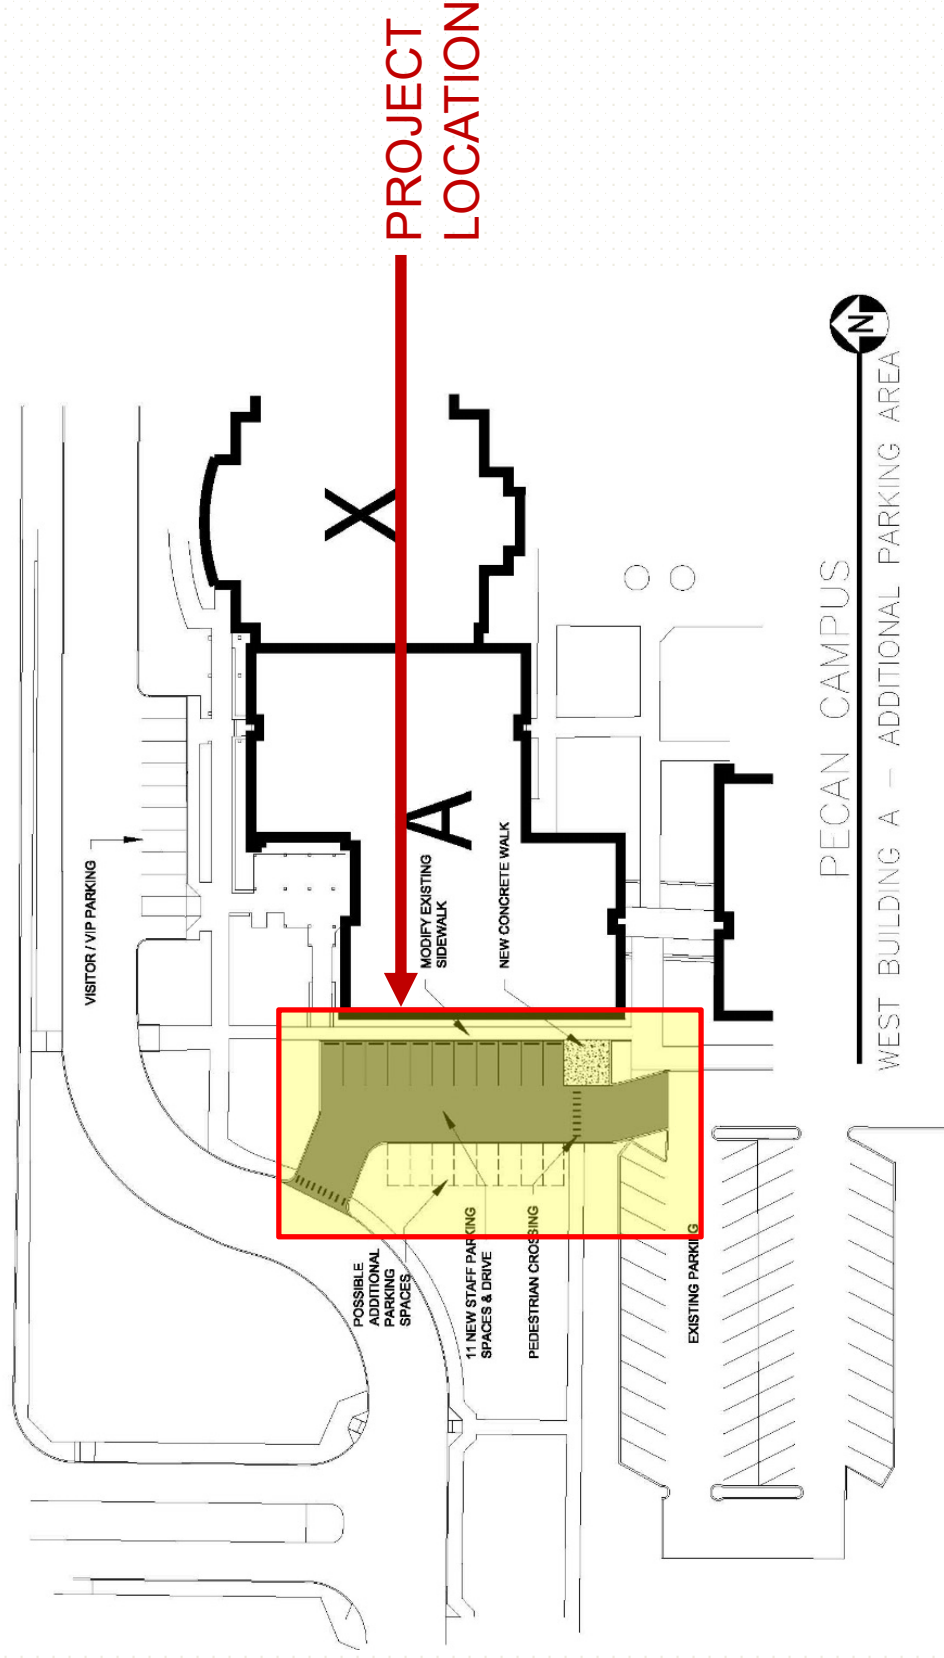 PROJECT
LOCATION
VISITOR / VIP PARKING
X
A
MODIFY EXISTING
SIDEWALK
NEW CONCRETE WALK
POSSIBLE
ADDITIONAL
PARKING
SPACES
11 NEW STAFF PARKING
SPACES & DRIVE
PEDESTRIAN CROSSING
EXISTING PARKING
N
PECAN CAMPUS
WEST BUILDING A - ADDITIONAL PARKING AREA